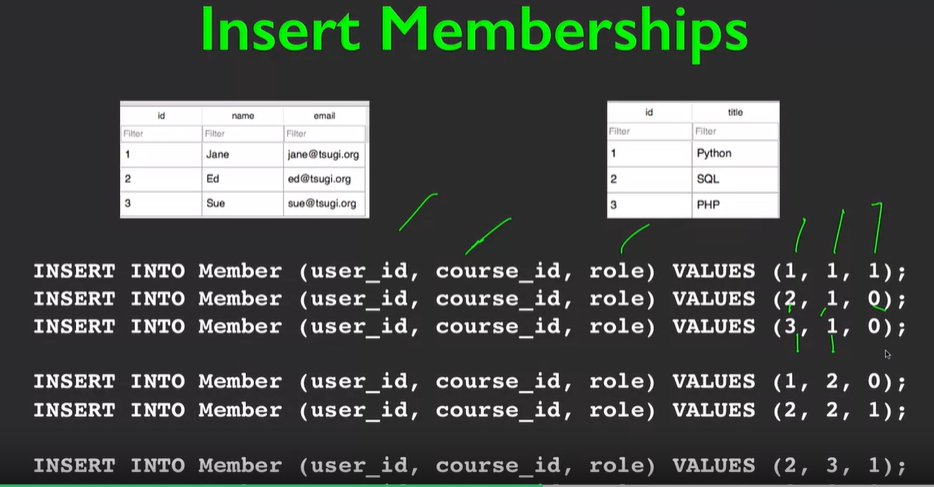 Insert Memberships
id name email
Filter Filter Filter
1 Jane jane@tsugi.org
2 Ed ed@tsugi.org
3 Sue sue@tsugi.org
id title
Filter Filter
1 Python
2 SQL
3 PHP
INSERT INTO Member (user_id, course_id, role) VALUES (1, 1, 1);
INSERT INTO Member (user_id, course_id, role) VALUES (2, 1, 0);
INSERT INTO Member (user_id, course_id, role) VALUES (3, 1, 0);
INSERT INTO Member (user_id, course_id, role) VALUES (1, 2, 0);
INSERT INTO Member (user_id, course_id, role) VALUES (2, 2, 1);
INSERT INTO Member (user_id, course_id, role) VALUES (2, 3, 1);